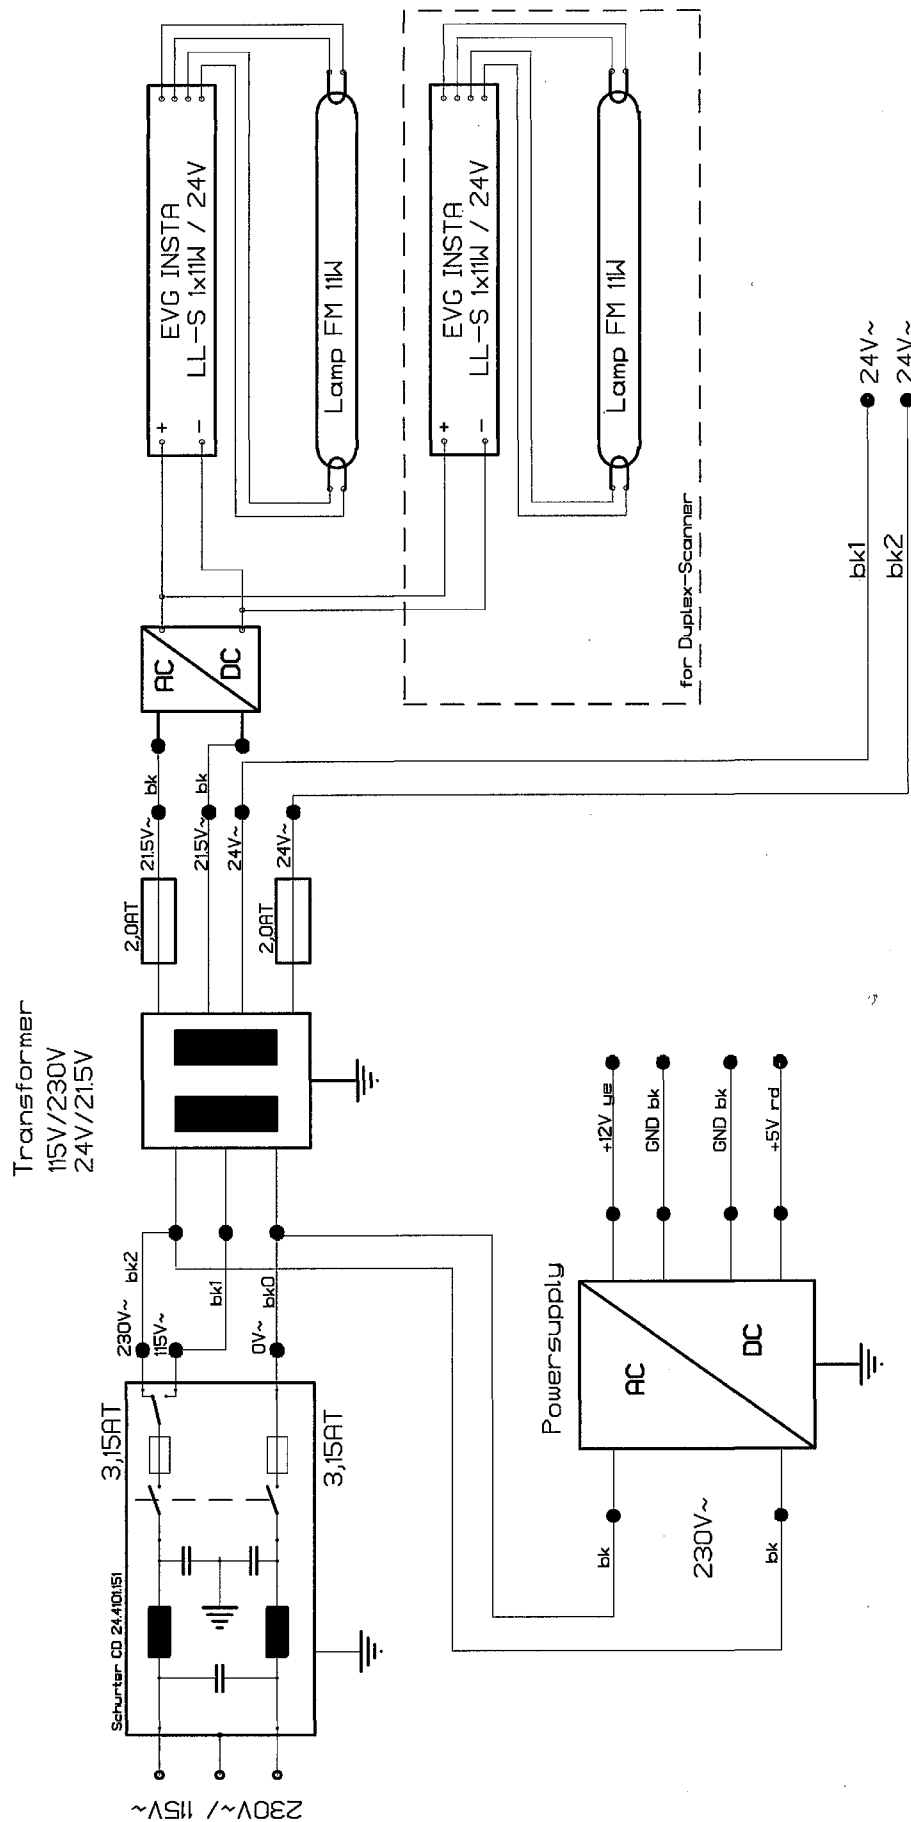 230V~/ 115V~
Schurter CD 24.4101.151
3,15AT
3,15AT
230V~
115V~
0V~
bk2
bk1
bk0
Transformer
115V/230V
24V/21.5V
2,0AT
2,0AT
21.5V~
21.5V~
24V~
24V~
bk
bk
AC
DC
+
-
EVG INSTA
LL-S 1x11W / 24V
Lamp FM 11W
+
-
EVG INSTA
LL-S 1x11W / 24V
Lamp FM 11W
for Duplex-Scanner
bk1
24V~
bk2
24V~
bk
230V~
bk
Powersupply
AC
DC
+12V ye
GND bk
GND bk
+5V rd